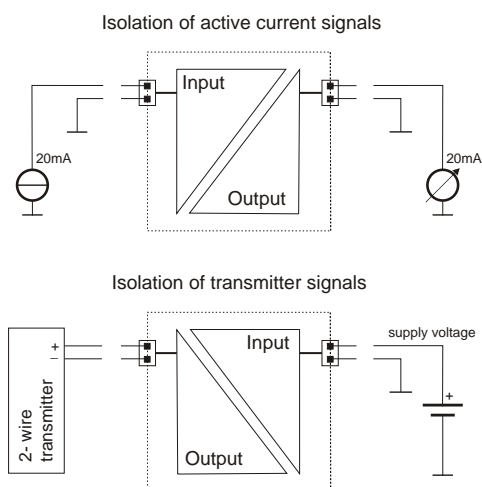 Isolation of active current signals
Input
20mA
20mA
Output
Isolation of transmitter signals
Input
supply voltage
+
–
+
2- wire
transmitter
Output